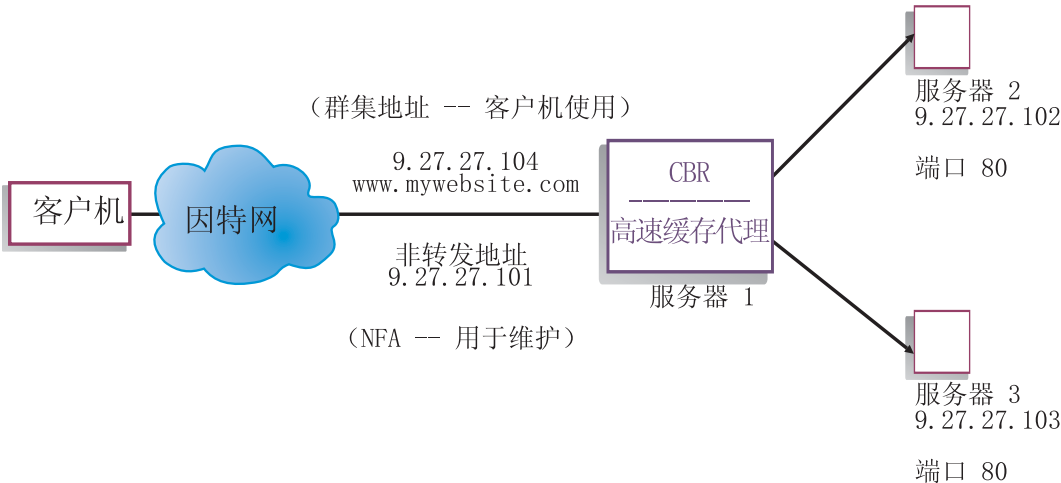 （群集地址 -- 客户机使用）
9.27.27.104
www.mywebsite.com
客户机
因特网
非转发地址
9.27.27.101
（NFA -- 用于维护）
CBR
高速缓存代理
服务器 1
服务器 2
9.27.27.102
端口 80
服务器 3
9.27.27.103
端口 80